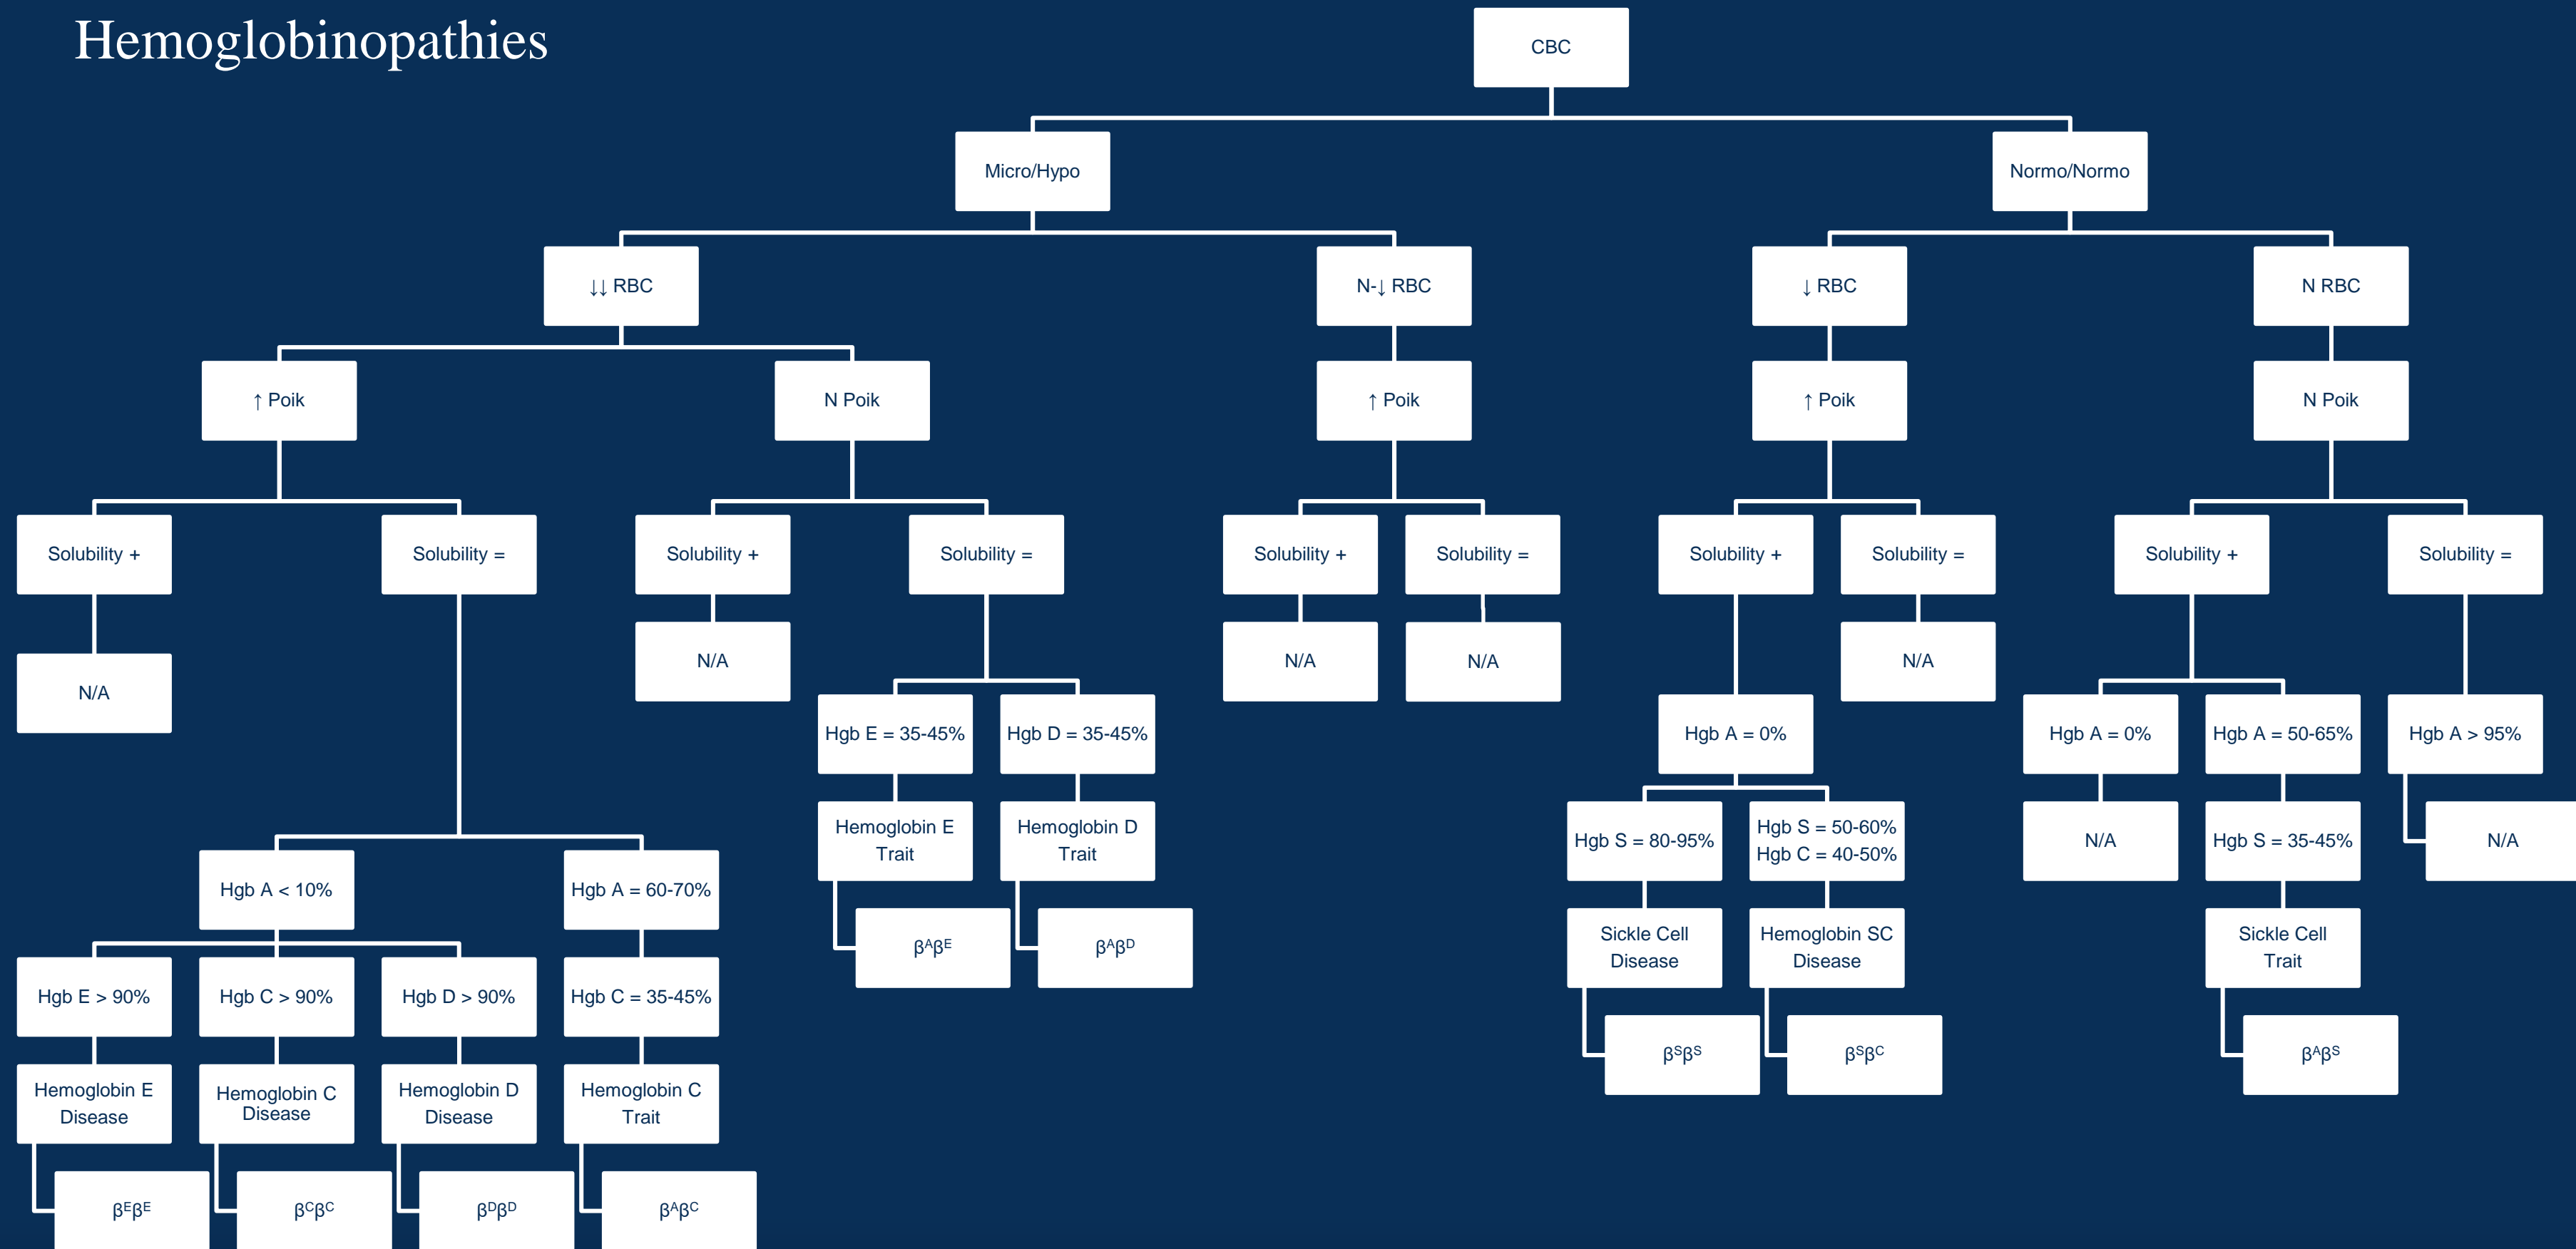 Hemoglobinopathies
CBC
Micro/Hypo
Normo/Normo
↓↓ RBC
N-↓ RBC
↓ RBC
N RBC
↑ Poik
N Poik
↑ Poik
↑ Poik
N Poik
Solubility +
Solubility =
Solubility +
Solubility =
Solubility +
Solubility =
Solubility +
Solubility =
Solubility +
Solubility =
N/A
N/A
N/A
N/A
N/A
Hgb E = 35-45%
Hgb D = 35-45%
Hgb A = 0%
Hgb A = 0%
Hgb A = 50-65%
Hgb A > 95%
Hemoglobin E
Trait
Hemoglobin D
Trait
Hgb S = 80-95%
Hgb S = 50-60%
Hgb C = 40-50%
N/A
Hgb S = 35-45%
N/A
Hgb A < 10%
Hgb A = 60-70%
βᴬβᴱ
βᴬβᴰ
Sickle Cell
Disease
Hemoglobin SC
Disease
Sickle Cell
Trait
Hgb E > 90%
Hgb C > 90%
Hgb D > 90%
Hgb C = 35-45%
βˢβˢ
βˢβᶜ
βᴬβˢ
Hemoglobin E
Disease
Hemoglobin C
Disease
Hemoglobin D
Disease
Hemoglobin C
Trait
βᴱβᴱ
βᶜβᶜ
βᴰβᴰ
βᴬβᶜ